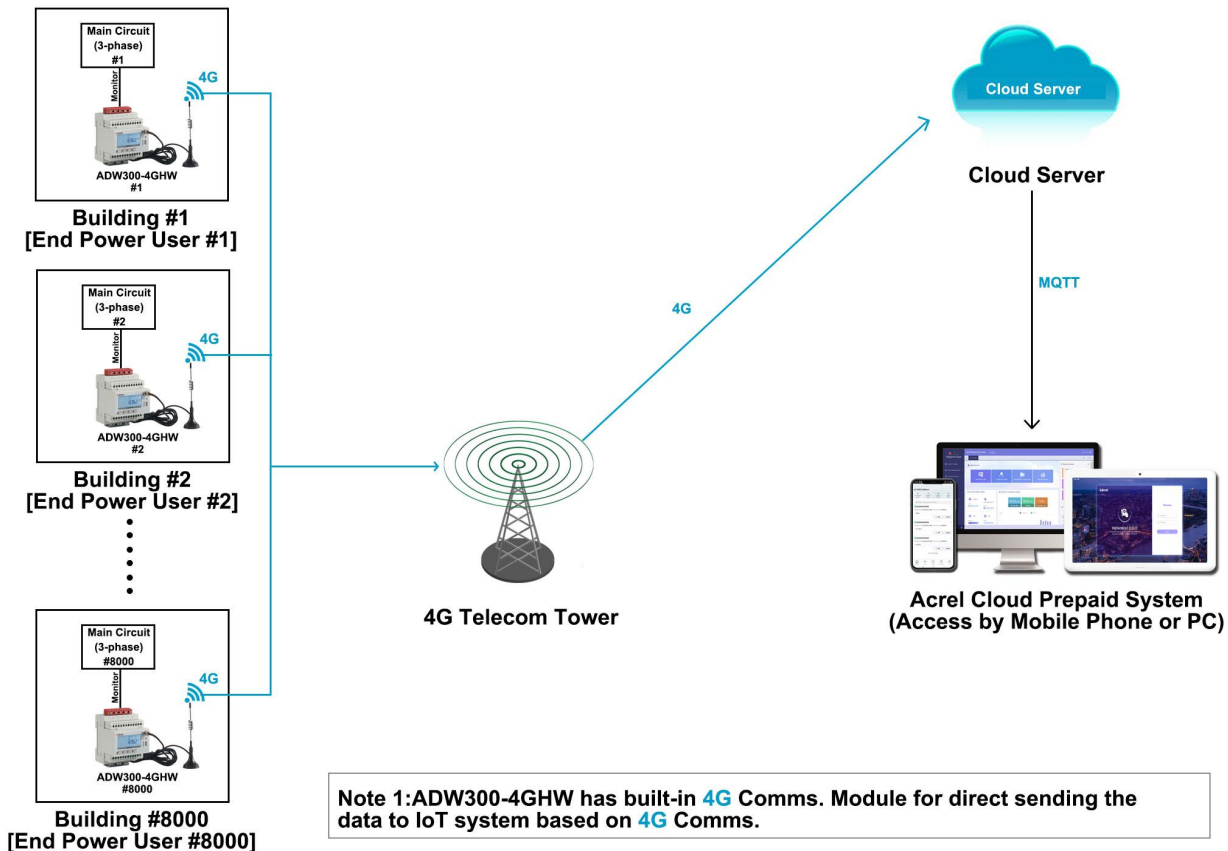 Main Circuit
(3-phase)
#1
Monitor
4G
ADW300-4GHW
#1
Building #1
[End Power User #1]
Main Circuit
(3-phase)
#2
Monitor
4G
ADW300-4GHW
#2
Building #2
[End Power User #2]
Main Circuit
(3-phase)
#8000
Monitor
4G
ADW300-4GHW
#8000
Building #8000
[End Power User #8000]
4G Telecom Tower
4G
Cloud Server
Cloud Server
MQTT
Acrel Cloud Prepaid System
(Access by Mobile Phone or PC)
Note 1:ADW300-4GHW has built-in 4G Comms. Module for direct sending the
data to IoT system based on 4G Comms.